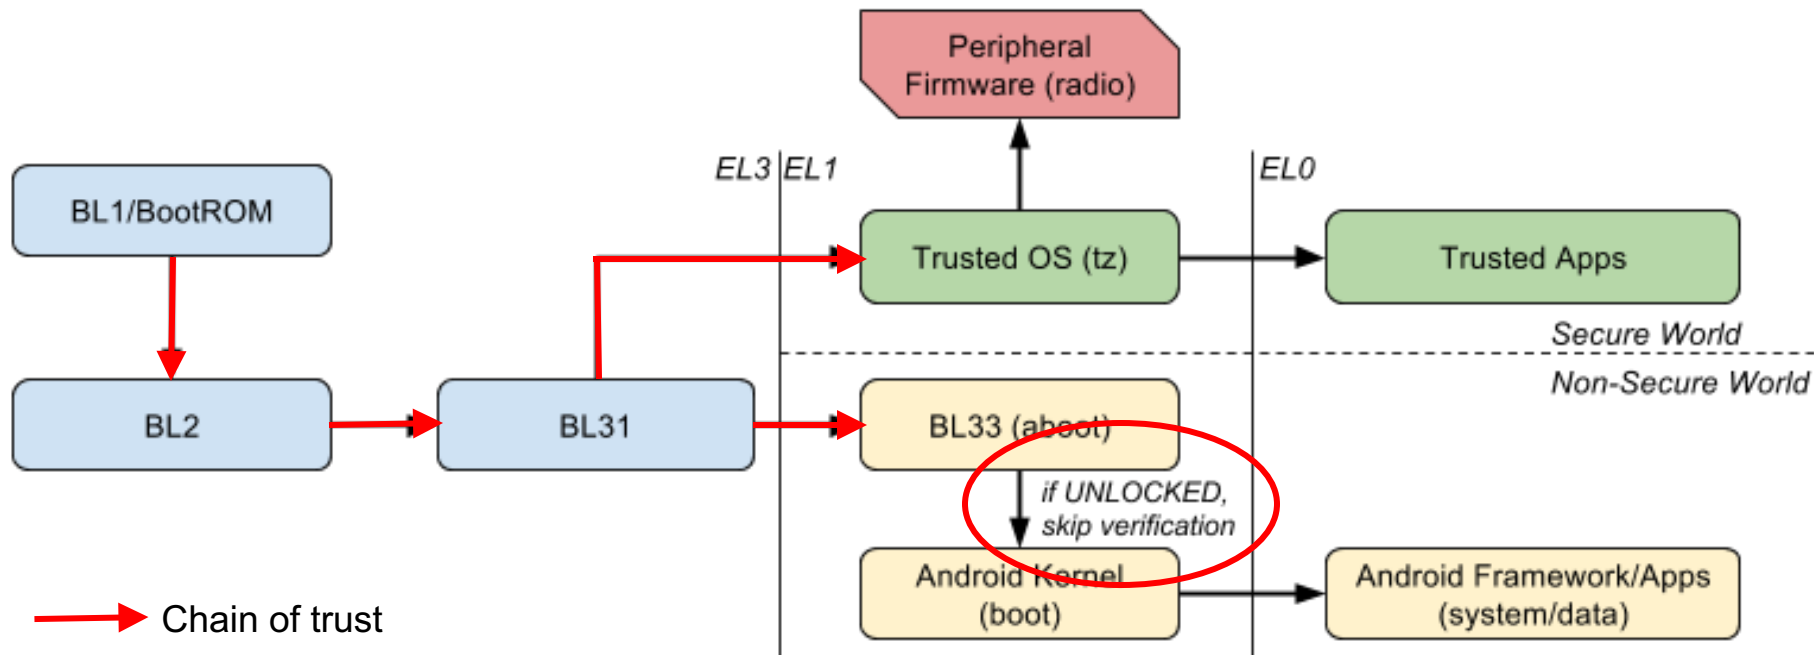 Peripheral
Firmware (radio)
EL3
EL1
EL0
BL1/BootROM
Trusted OS (tz)
Trusted Apps
Secure World
Non-Secure World
BL2
BL31
BL33 (aboot)
if UNLOCKED,
skip verification
Android Kernel
(boot)
Android Framework/Apps
(system/data)
Chain of trust